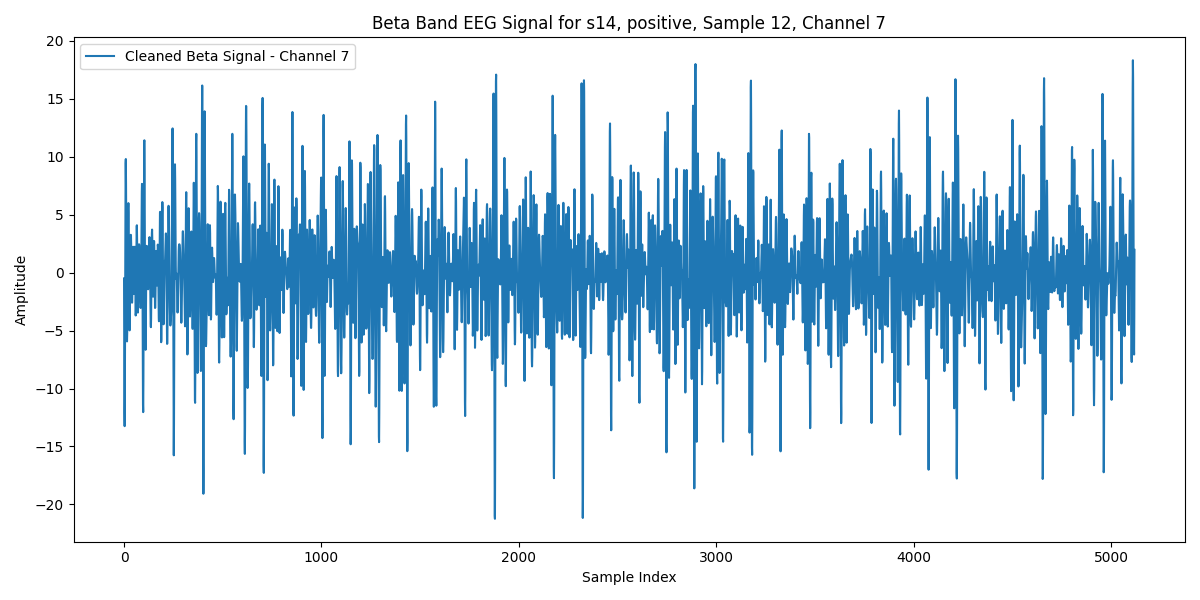 Beta Band EEG Signal for s14, positive, Sample 12, Channel 7
Cleaned Beta Signal - Channel 7
20
15
10
5
0
−5
−10
−15
−20
Amplitude
0 1000 2000 3000 4000 5000
Sample Index